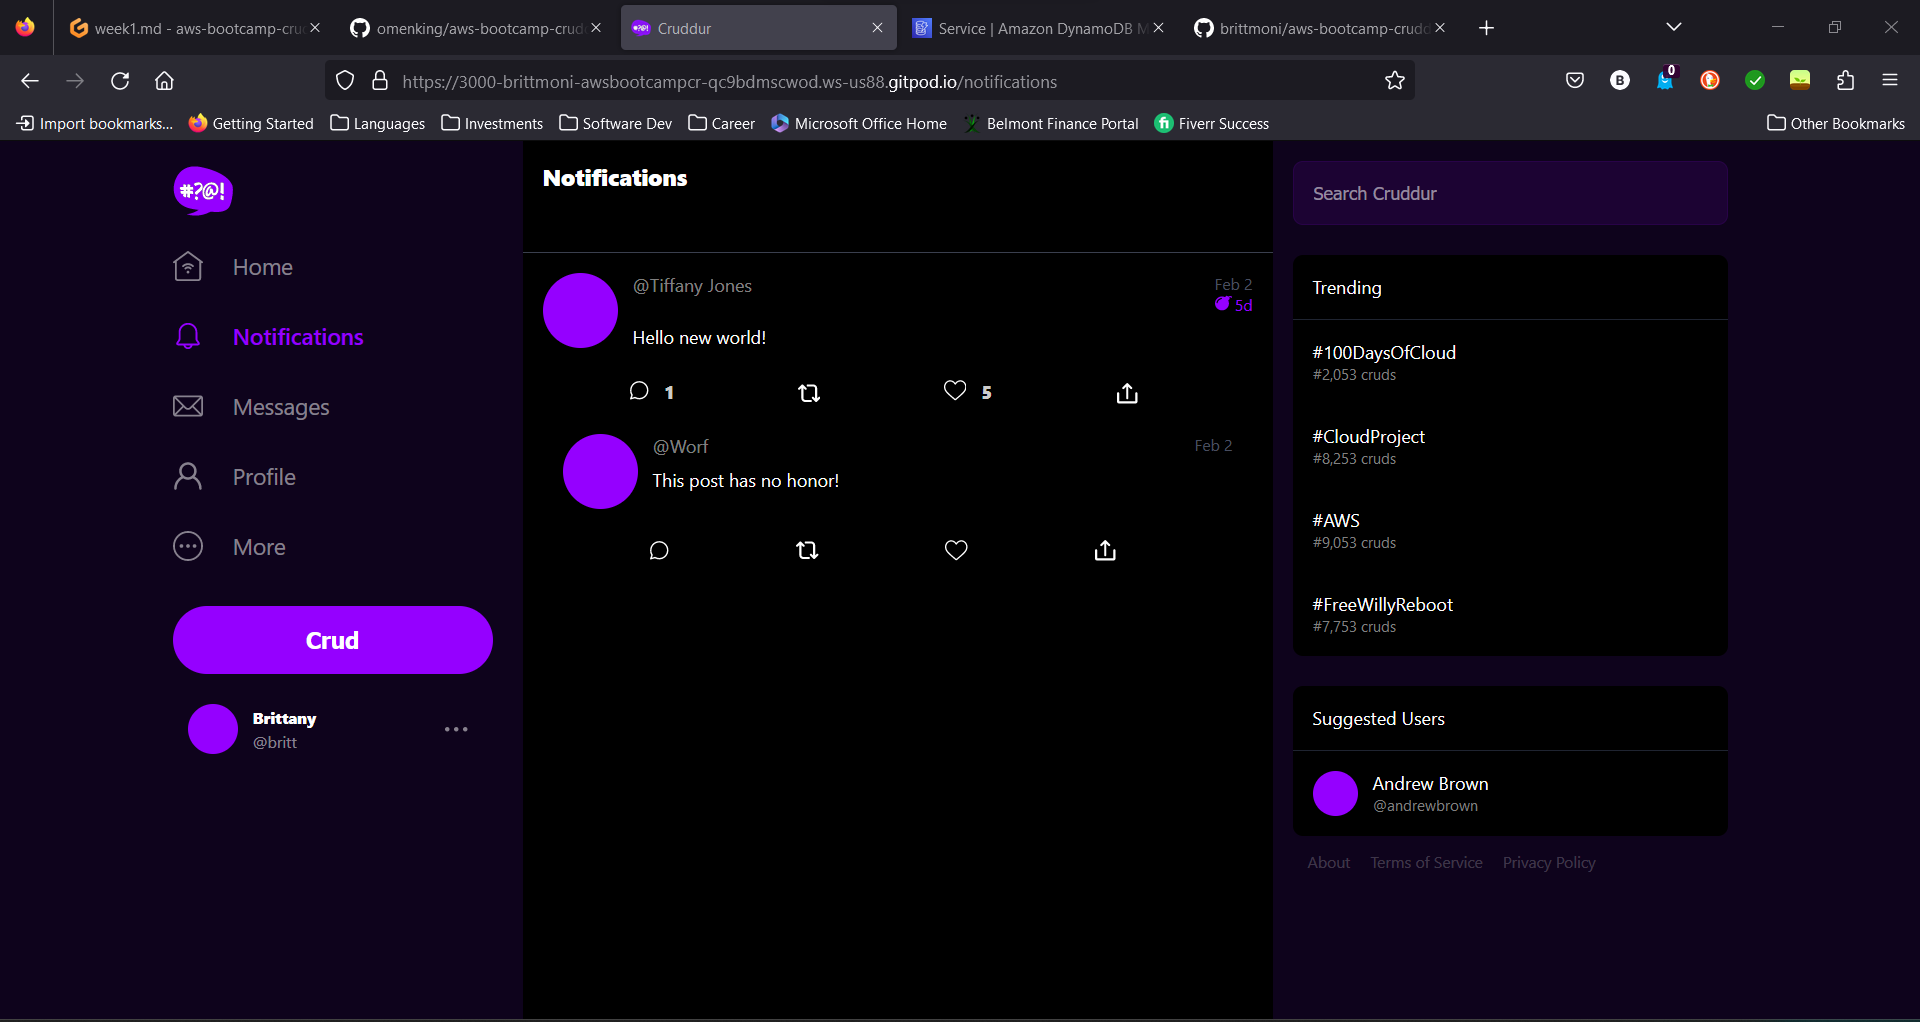 week1.md - aws-bootcamp-cru
omenking/aws-bootcamp-crud
Cruddur
Service | Amazon DynamoDB M
brittmoni/aws-bootcamp-crudd
https://3000-brittmoni-awsbootcampcr-qc9bdmscwod.ws-us88.gitpod.io/notifications
B
0
Import bookmarks...
Getting Started
Languages
Investments
Software Dev
Career
Microsoft Office Home
Belmont Finance Portal
fi
Fiverr Success
Other Bookmarks
#?@!
Home
Notifications
Messages
Profile
More
Crud
Brittany
@britt
Notifications
@Tiffany Jones
Feb 2
5d
Hello new world!
1
5
@Worf
Feb 2
This post has no honor!
Search Cruddur
Trending
#100DaysOfCloud
#2,053 cruds
#CloudProject
#8,253 cruds
#AWS
#9,053 cruds
#FreeWillyReboot
#7,753 cruds
Suggested Users
Andrew Brown
@andrewbrown
About
Terms of Service
Privacy Policy